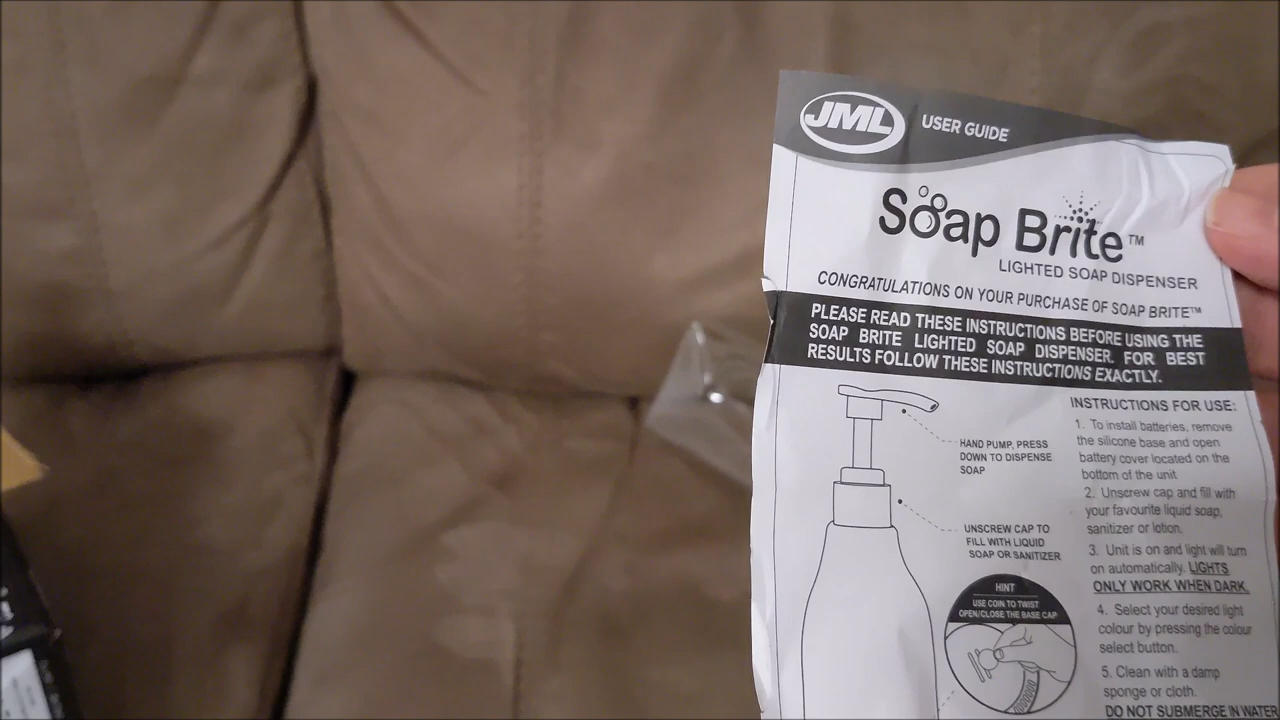 JML
USER GUIDE
Soap Brite™
LIGHTED SOAP DISPENSER
CONGRATULATIONS ON YOUR PURCHASE OF SOAP BRITE™
PLEASE READ THESE INSTRUCTIONS BEFORE USING THE
SOAP BRITE LIGHTED SOAP DISPENSER. FOR BEST
RESULTS FOLLOW THESE INSTRUCTIONS EXACTLY.
HAND PUMP, PRESS
DOWN TO DISPENSE
SOAP
UNSCREW CAP TO
FILL WITH LIQUID
SOAP OR SANITIZER
HINT
USE COIN TO TWIST
OPEN/CLOSE THE BASE CAP
INSTRUCTIONS FOR USE:
1. To install batteries, remove
the silicone base and open
battery cover located on the
bottom of the unit
2. Unscrew cap and fill with
your favourite liquid soap,
sanitizer or lotion.
3. Unit is on and light will turn
on automatically. LIGHTS
ONLY WORK WHEN DARK.
4. Select your desired light
colour by pressing the colour
select button.
5. Clean with a damp
sponge or cloth.
DO NOT SUBMERGE IN WATER